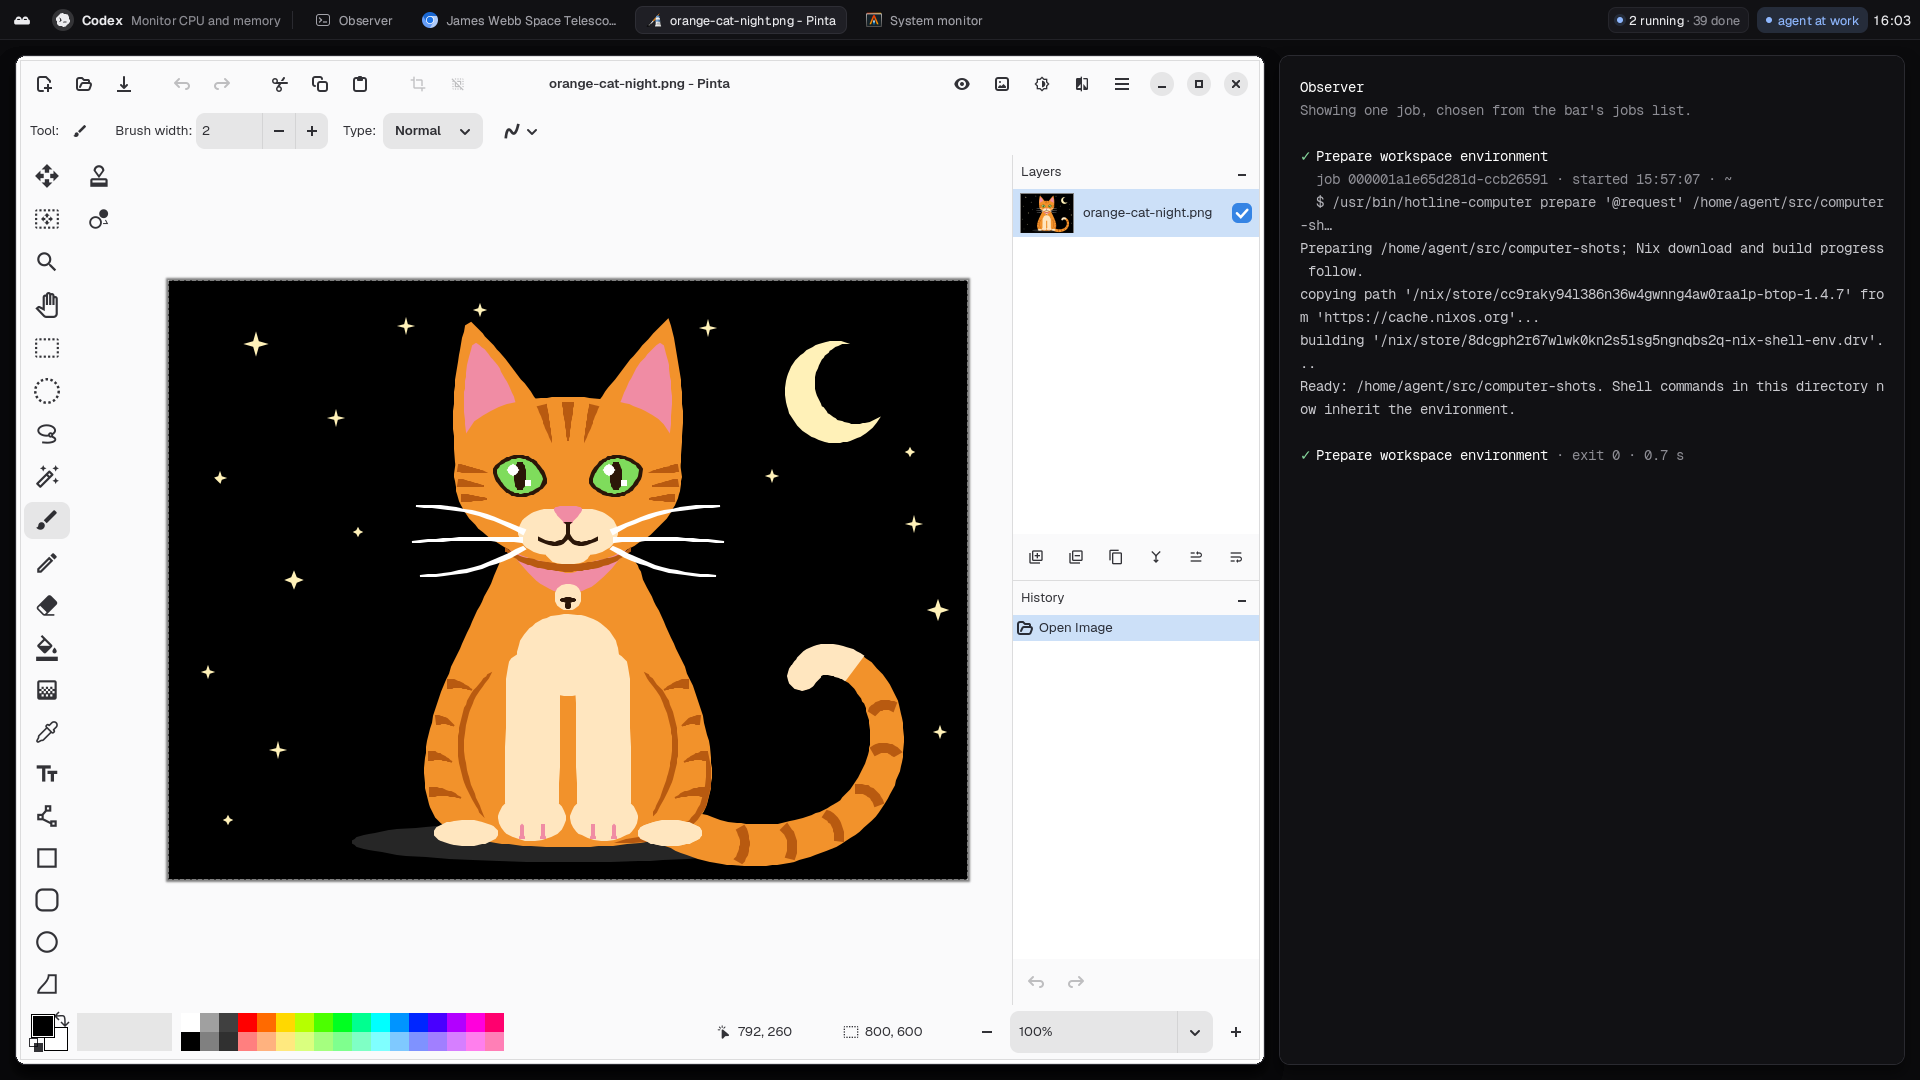 Codex Monitor CPU and memory
Observer
James Webb Space Telesco...
orange-cat-night.png - Pinta
System monitor
2 running · 39 done
agent at work
16:03
orange-cat-night.png - Pinta
Tool:
Brush width: 2
Type: Normal
Layers
orange-cat-night.png
History
Open Image
792, 260
800, 600
100%
Observer
Showing one job, chosen from the bar's jobs list.
✓ Prepare workspace environment
job 000001a1e65d281d-ccb26591 · started 15:57:07 · ~
$ /usr/bin/hotline-computer prepare '@request' /home/agent/src/computer
-sh…
Preparing /home/agent/src/computer-shots; Nix download and build progress
follow.
copying path '/nix/store/cc9raky94l386n36w4gwnng4aw0raa1p-btop-1.4.7' fro
m 'https://cache.nixos.org'...
building '/nix/store/8dcgph2r67wlwk0kn2s51sg5ngnqbs2q-nix-shell-env.drv'.
..
Ready: /home/agent/src/computer-shots. Shell commands in this directory n
ow inherit the environment.
✓ Prepare workspace environment · exit 0 · 0.7 s